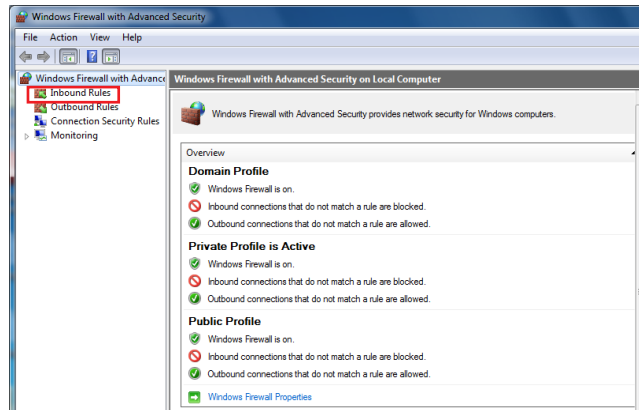 Windows Firewall with Advanced Security
File Action View Help
Windows Firewall with Advance
Inbound Rules
Outbound Rules
Connection Security Rules
Monitoring
Windows Firewall with Advanced Security on Local Computer
Windows Firewall with Advanced Security provides network security for Windows computers.
Overview
Domain Profile
Windows Firewall is on.
Inbound connections that do not match a rule are blocked.
Outbound connections that do not match a rule are allowed.
Private Profile is Active
Windows Firewall is on.
Inbound connections that do not match a rule are blocked.
Outbound connections that do not match a rule are allowed.
Public Profile
Windows Firewall is on.
Inbound connections that do not match a rule are blocked.
Outbound connections that do not match a rule are allowed.
Windows Firewall Properties